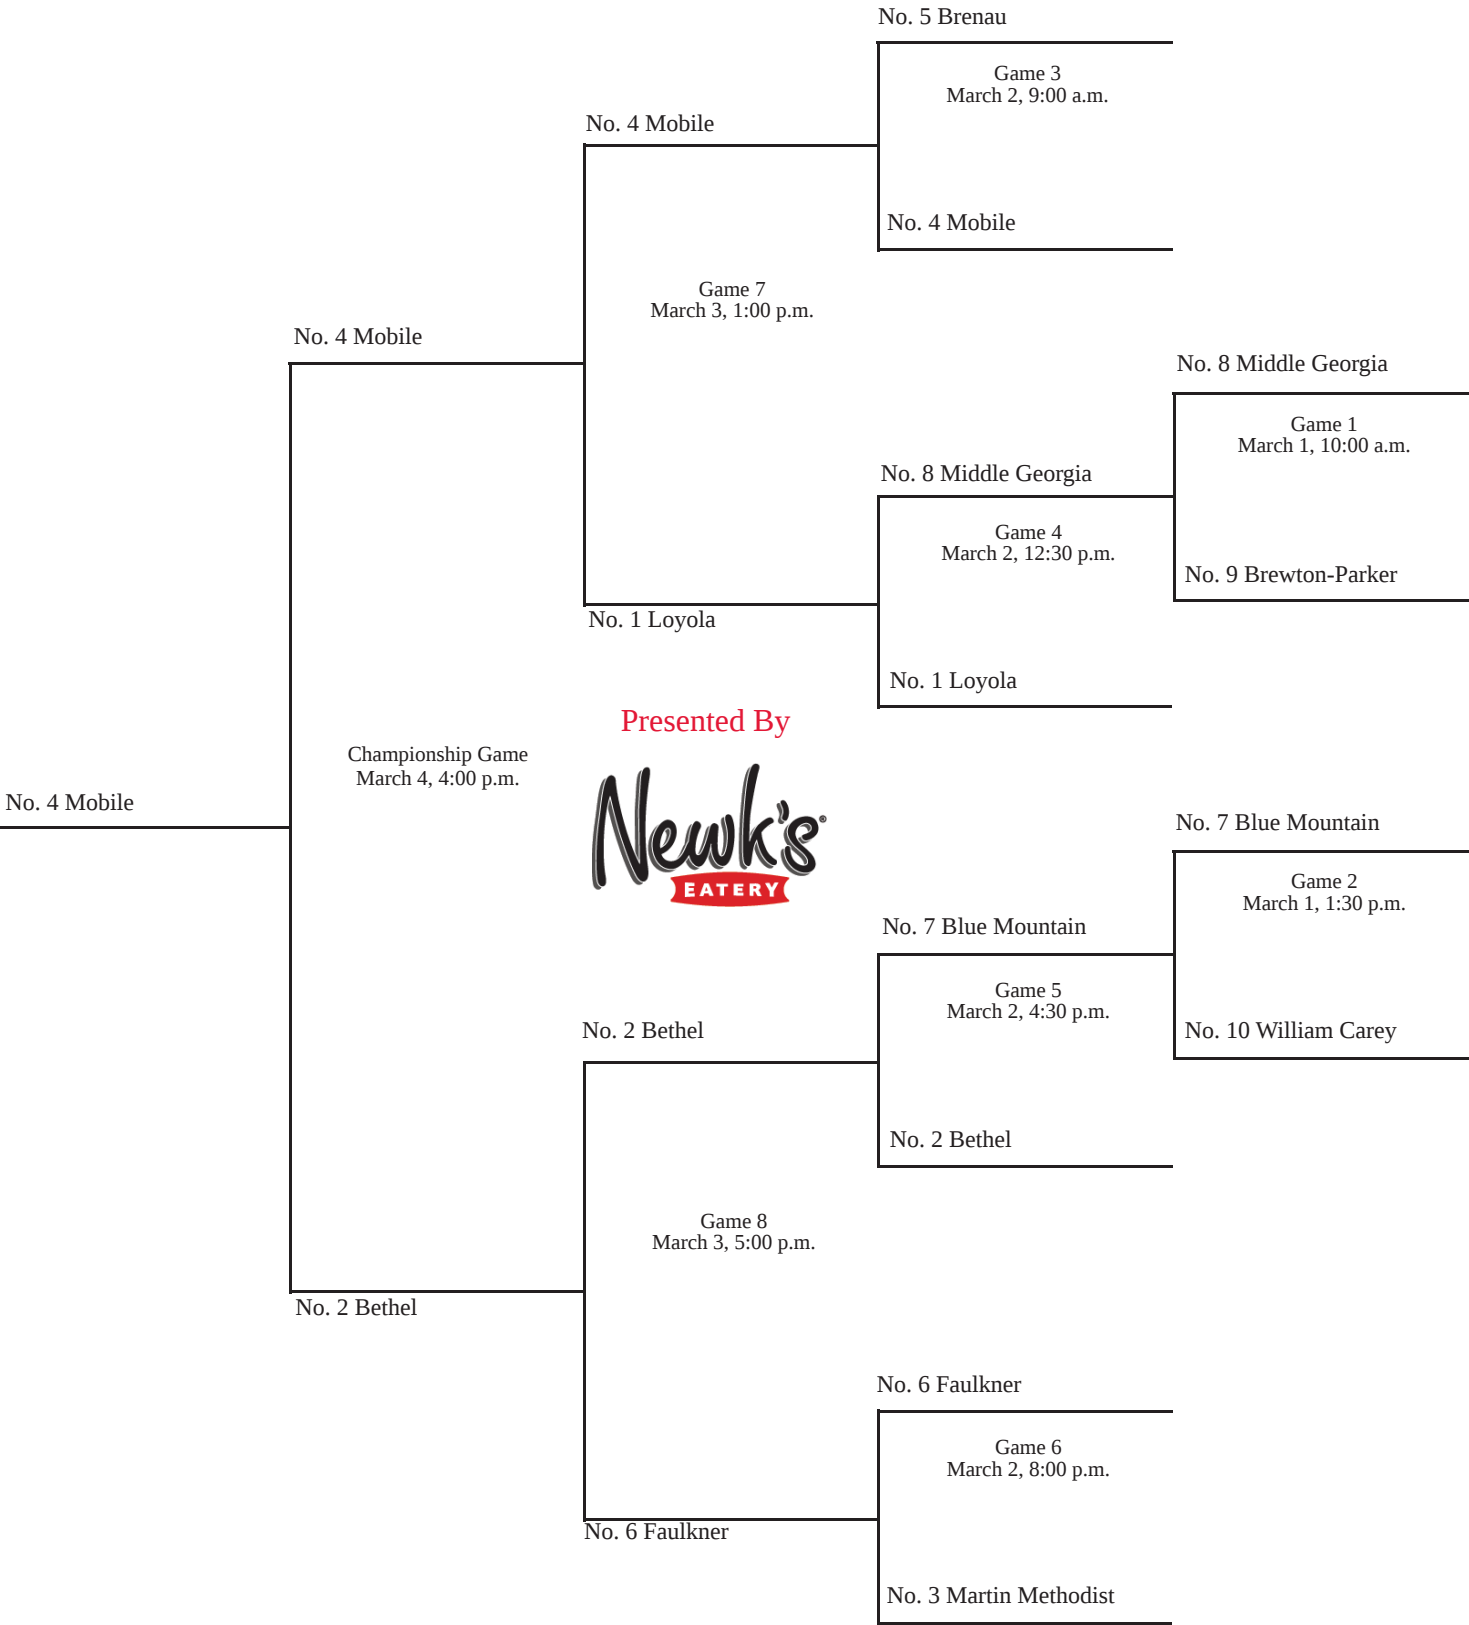 No. 5 Brenau
Game 3
March 2, 9:00 a.m.
No. 4 Mobile
No. 4 Mobile
Game 7
March 3, 1:00 p.m.
No. 4 Mobile
No. 8 Middle Georgia
Game 1
March 1, 10:00 a.m.
No. 8 Middle Georgia
Game 4
March 2, 12:30 p.m.
No. 9 Brewton-Parker
No. 1 Loyola
No. 1 Loyola
Presented By
Newk's®
EATERY
Championship Game
March 4, 4:00 p.m.
No. 4 Mobile
No. 7 Blue Mountain
Game 2
March 1, 1:30 p.m.
No. 7 Blue Mountain
Game 5
March 2, 4:30 p.m.
No. 2 Bethel
No. 10 William Carey
No. 2 Bethel
Game 8
March 3, 5:00 p.m.
No. 2 Bethel
No. 6 Faulkner
Game 6
March 2, 8:00 p.m.
No. 6 Faulkner
No. 3 Martin Methodist